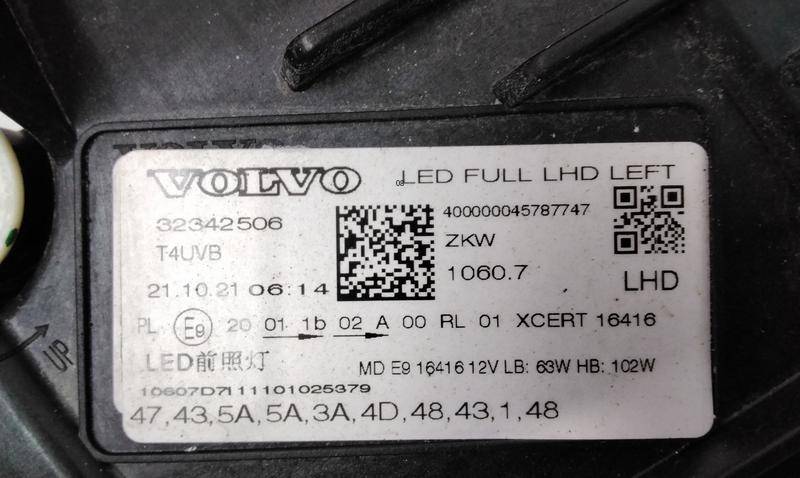 VOLVO LED FULL LHD LEFT
32342506 400000045787747
T4UVB ZKW
21.10.21 06:14 1060.7 LHD
PL E9 20 01 1b 02 A 00 RL 01 XCERT 16416
LED前照灯 MD E9 16416 12V LB: 63W HB: 102W
10607D7111101025379
47,43,5A,5A,3A,4D,48,43,1,48
UP